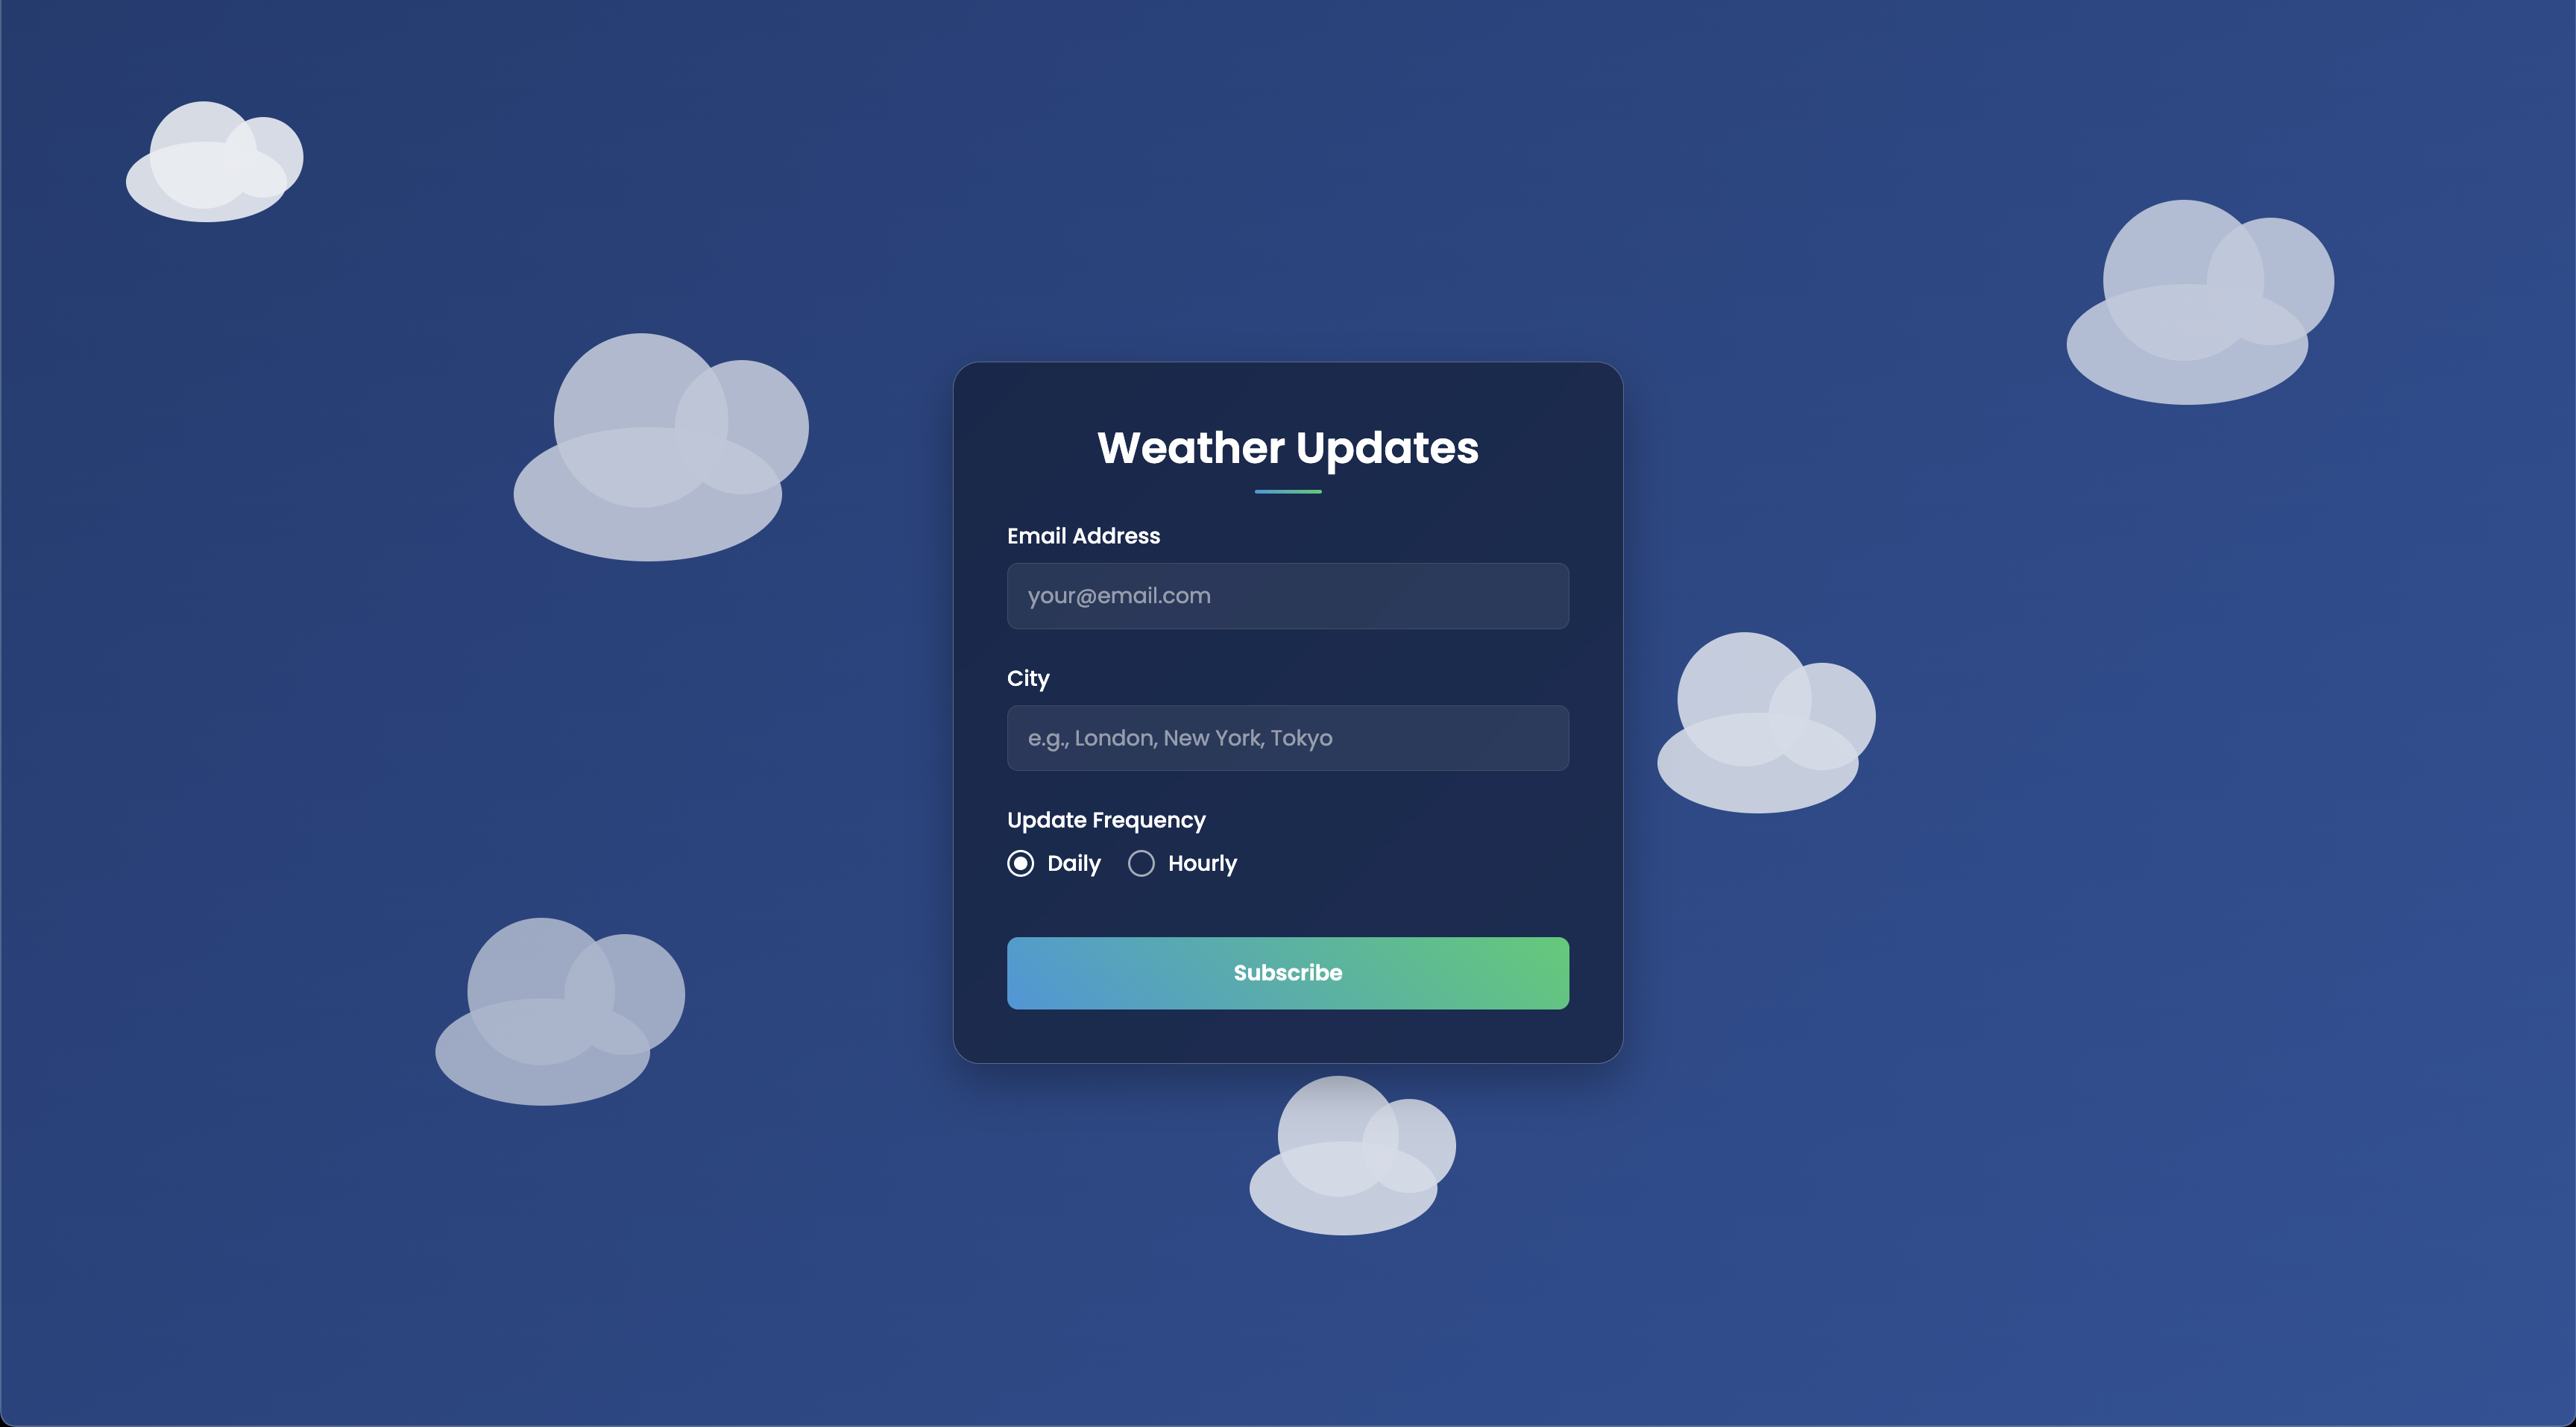 Weather Updates
Email Address
your@email.com
City
e.g., London, New York, Tokyo
Update Frequency
Daily Hourly
Subscribe